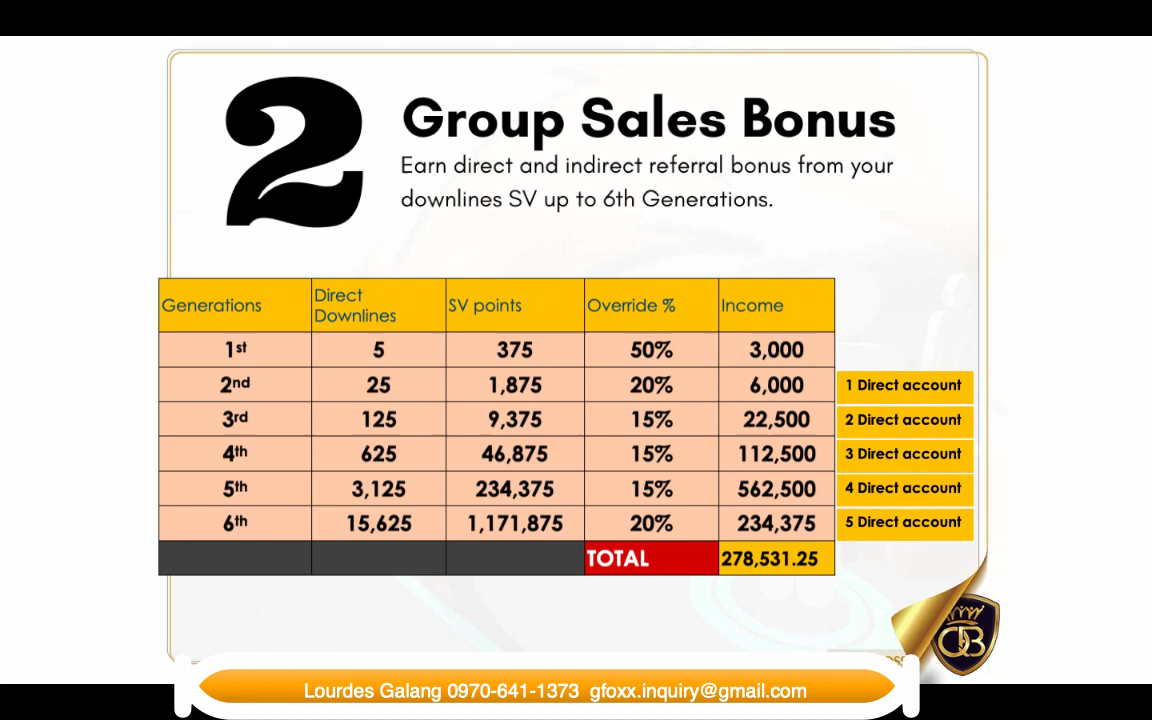 2
Group Sales Bonus
Earn direct and indirect referral bonus from your
downlines SV up to 6th Generations.
Generations Direct Downlines SV points Override % Income
1st 5 375 50% 3,000
2nd 25 1,875 20% 6,000 1 Direct account
3rd 125 9,375 15% 22,500 2 Direct account
4th 625 46,875 15% 112,500 3 Direct account
5th 3,125 234,375 15% 562,500 4 Direct account
6th 15,625 1,171,875 20% 234,375 5 Direct account
TOTAL 278,531.25
Lourdes Galang 0970-641-1373 gfoxx.inquiry@gmail.com